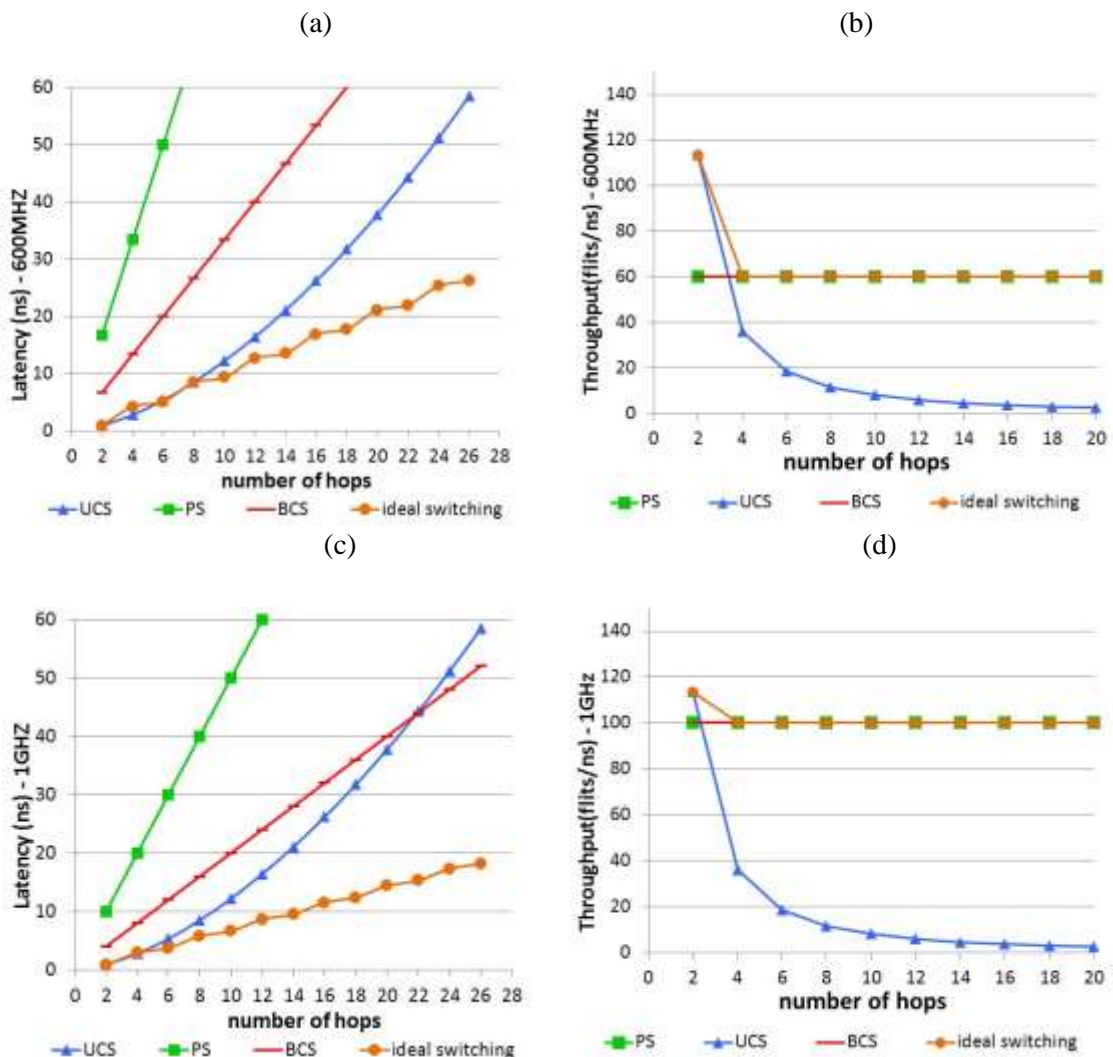 (a)
(b)
Latency (ns) - 600MHZ
60
50
40
30
20
10
0
0 2 4 6 8 10 12 14 16 18 20 22 24 26 28
number of hops
UCS PS BCS ideal switching
Throughput(flits/ns) - 600MHz
140
120
100
80
60
40
20
0
0 2 4 6 8 10 12 14 16 18 20
number of hops
PS UCS BCS ideal switching
(c)
(d)
Latency (ns) - 1GHZ
60
50
40
30
20
10
0
0 2 4 6 8 10 12 14 16 18 20 22 24 26 28
number of hops
UCS PS BCS ideal switching
Throughput(flits/ns) - 1GHz
140
120
100
80
60
40
20
0
0 2 4 6 8 10 12 14 16 18 20
number of hops
PS UCS BCS ideal switching